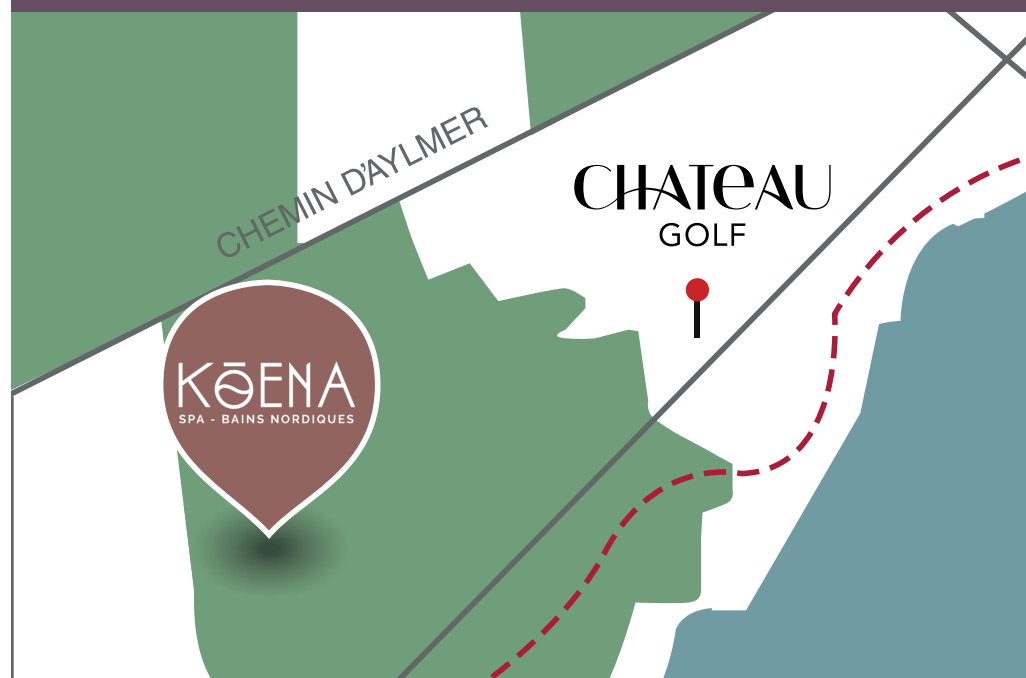 CHEMIN D'AYLMER
CHATEAU
GOLF
KŌENA
SPA - BAINS NORDIQUES